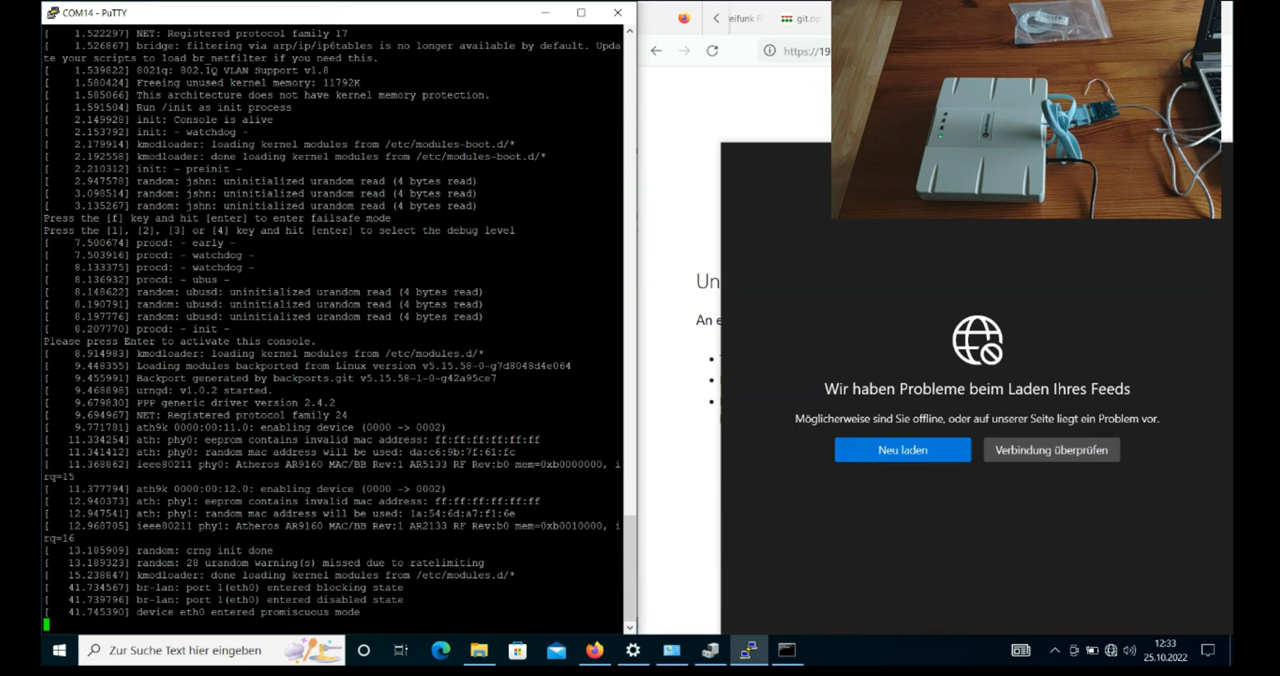 COM14 - PuTTY
[    1.522297] NET: Registered protocol family 17
[    1.526867] bridge: filtering via arp/ip/ip6tables is no longer available by default. Upda
te your scripts to load br_netfilter if you need this.
[    1.539822] 8021q: 802.1Q VLAN Support v1.8
[    1.580424] Freeing unused kernel memory: 11792K
[    1.585066] This architecture does not have kernel memory protection.
[    1.591504] Run /init as init process
[    2.149928] init: Console is alive
[    2.153792] init: - watchdog -
[    2.179914] kmodloader: loading kernel modules from /etc/modules-boot.d/*
[    2.192558] kmodloader: done loading kernel modules from /etc/modules-boot.d/*
[    2.210312] init: - preinit -
[    2.947578] random: jshn: uninitialized urandom read (4 bytes read)
[    3.098514] random: jshn: uninitialized urandom read (4 bytes read)
[    3.135267] random: jshn: uninitialized urandom read (4 bytes read)
Press the [f] key and hit [enter] to enter failsafe mode
Press the [1], [2], [3] or [4] key and hit [enter] to select the debug level
[    7.500674] procd: - early -
[    7.503916] procd: - watchdog -
[    8.133375] procd: - watchdog -
[    8.136932] procd: - ubus -
[    8.148622] random: ubusd: uninitialized urandom read (4 bytes read)
[    8.190791] random: ubusd: uninitialized urandom read (4 bytes read)
[    8.197776] random: ubusd: uninitialized urandom read (4 bytes read)
[    8.207770] procd: - init -
Please press Enter to activate this console.
[    8.914983] kmodloader: loading kernel modules from /etc/modules.d/*
[    9.448355] Loading modules backported from Linux version v5.15.58-0-g7d8048d4e064
[    9.455991] Backport generated by backports.git v5.15.58-1-0-g42a95ce7
[    9.468898] urngd: v1.0.2 started.
[    9.679830] PPP generic driver version 2.4.2
[    9.694967] NET: Registered protocol family 24
[    9.771781] ath9k 0000:00:11.0: enabling device (0000 -> 0002)
[   11.334254] ath: phy0: eeprom contains invalid mac address: ff:ff:ff:ff:ff:ff
[   11.341412] ath: phy0: random mac address will be used: da:c6:9b:7f:61:fc
[   11.368862] ieee80211 phy0: Atheros AR9160 MAC/BB Rev:1 AR5133 RF Rev:b0 mem=0xb0000000, i
rq=15
[   11.377794] ath9k 0000:00:12.0: enabling device (0000 -> 0002)
[   12.940373] ath: phy1: eeprom contains invalid mac address: ff:ff:ff:ff:ff:ff
[   12.947541] ath: phy1: random mac address will be used: 1a:54:6d:a7:f1:6e
[   12.968705] ieee80211 phy1: Atheros AR9160 MAC/BB Rev:1 AR2133 RF Rev:b0 mem=0xb0010000, i
rq=16
[   13.185909] random: crng init done
[   13.189323] random: 28 urandom warning(s) missed due to ratelimiting
[   15.238847] kmodloader: done loading kernel modules from /etc/modules.d/*
[   41.734567] br-lan: port 1(eth0) entered blocking state
[   41.739796] br-lan: port 1(eth0) entered disabled state
[   41.745390] device eth0 entered promiscuous mode
eifunk git.op
https://19
Un
An e
Wir haben Probleme beim Laden Ihres Feeds
Möglicherweise sind Sie offline, oder auf unserer Seite liegt ein Problem vor.
Neu laden Verbindung überprüfen
Zur Suche Text hier eingeben
12:33
25.10.2022